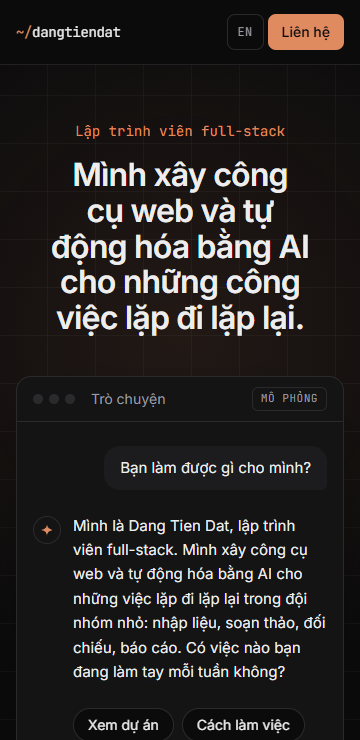 ~/dangtiendat
EN
Liên hệ
Lập trình viên full-stack
Mình xây công
cụ web và tự
động hóa bằng AI
cho những công
việc lặp đi lặp lại.
Trò chuyện
MÔ PHỎNG
Bạn làm được gì cho mình?
Mình là Dang Tien Dat, lập trình
viên full-stack. Mình xây công cụ
web và tự động hóa bằng AI cho
những việc lặp đi lặp lại trong đội
nhóm nhỏ: nhập liệu, soạn thảo, đối
chiếu, báo cáo. Có việc nào bạn
đang làm tay mỗi tuần không?
Xem dự án
Cách làm việc